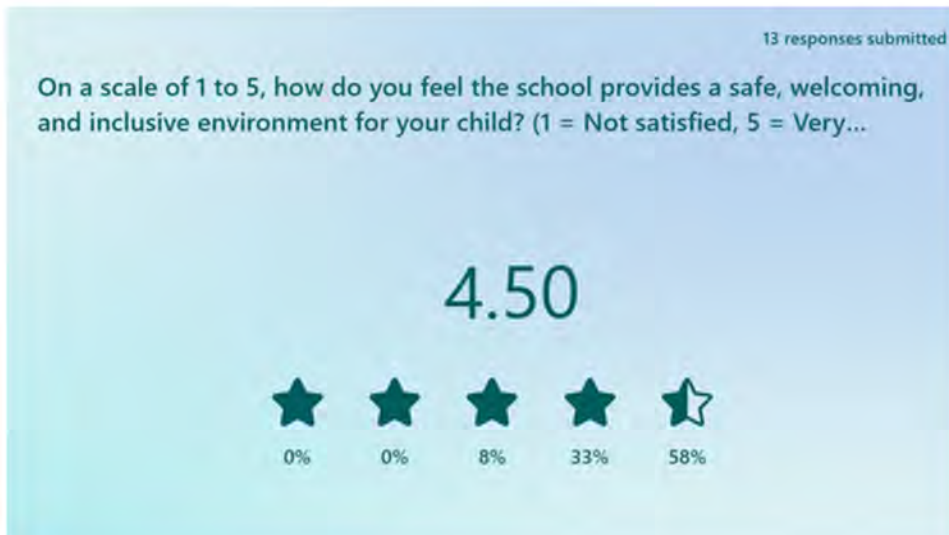 13 responses submitted
On a scale of 1 to 5, how do you feel the school provides a safe, welcoming,
and inclusive environment for your child? (1 = Not satisfied, 5 = Very...
4.50
0% 0% 8% 33% 58%